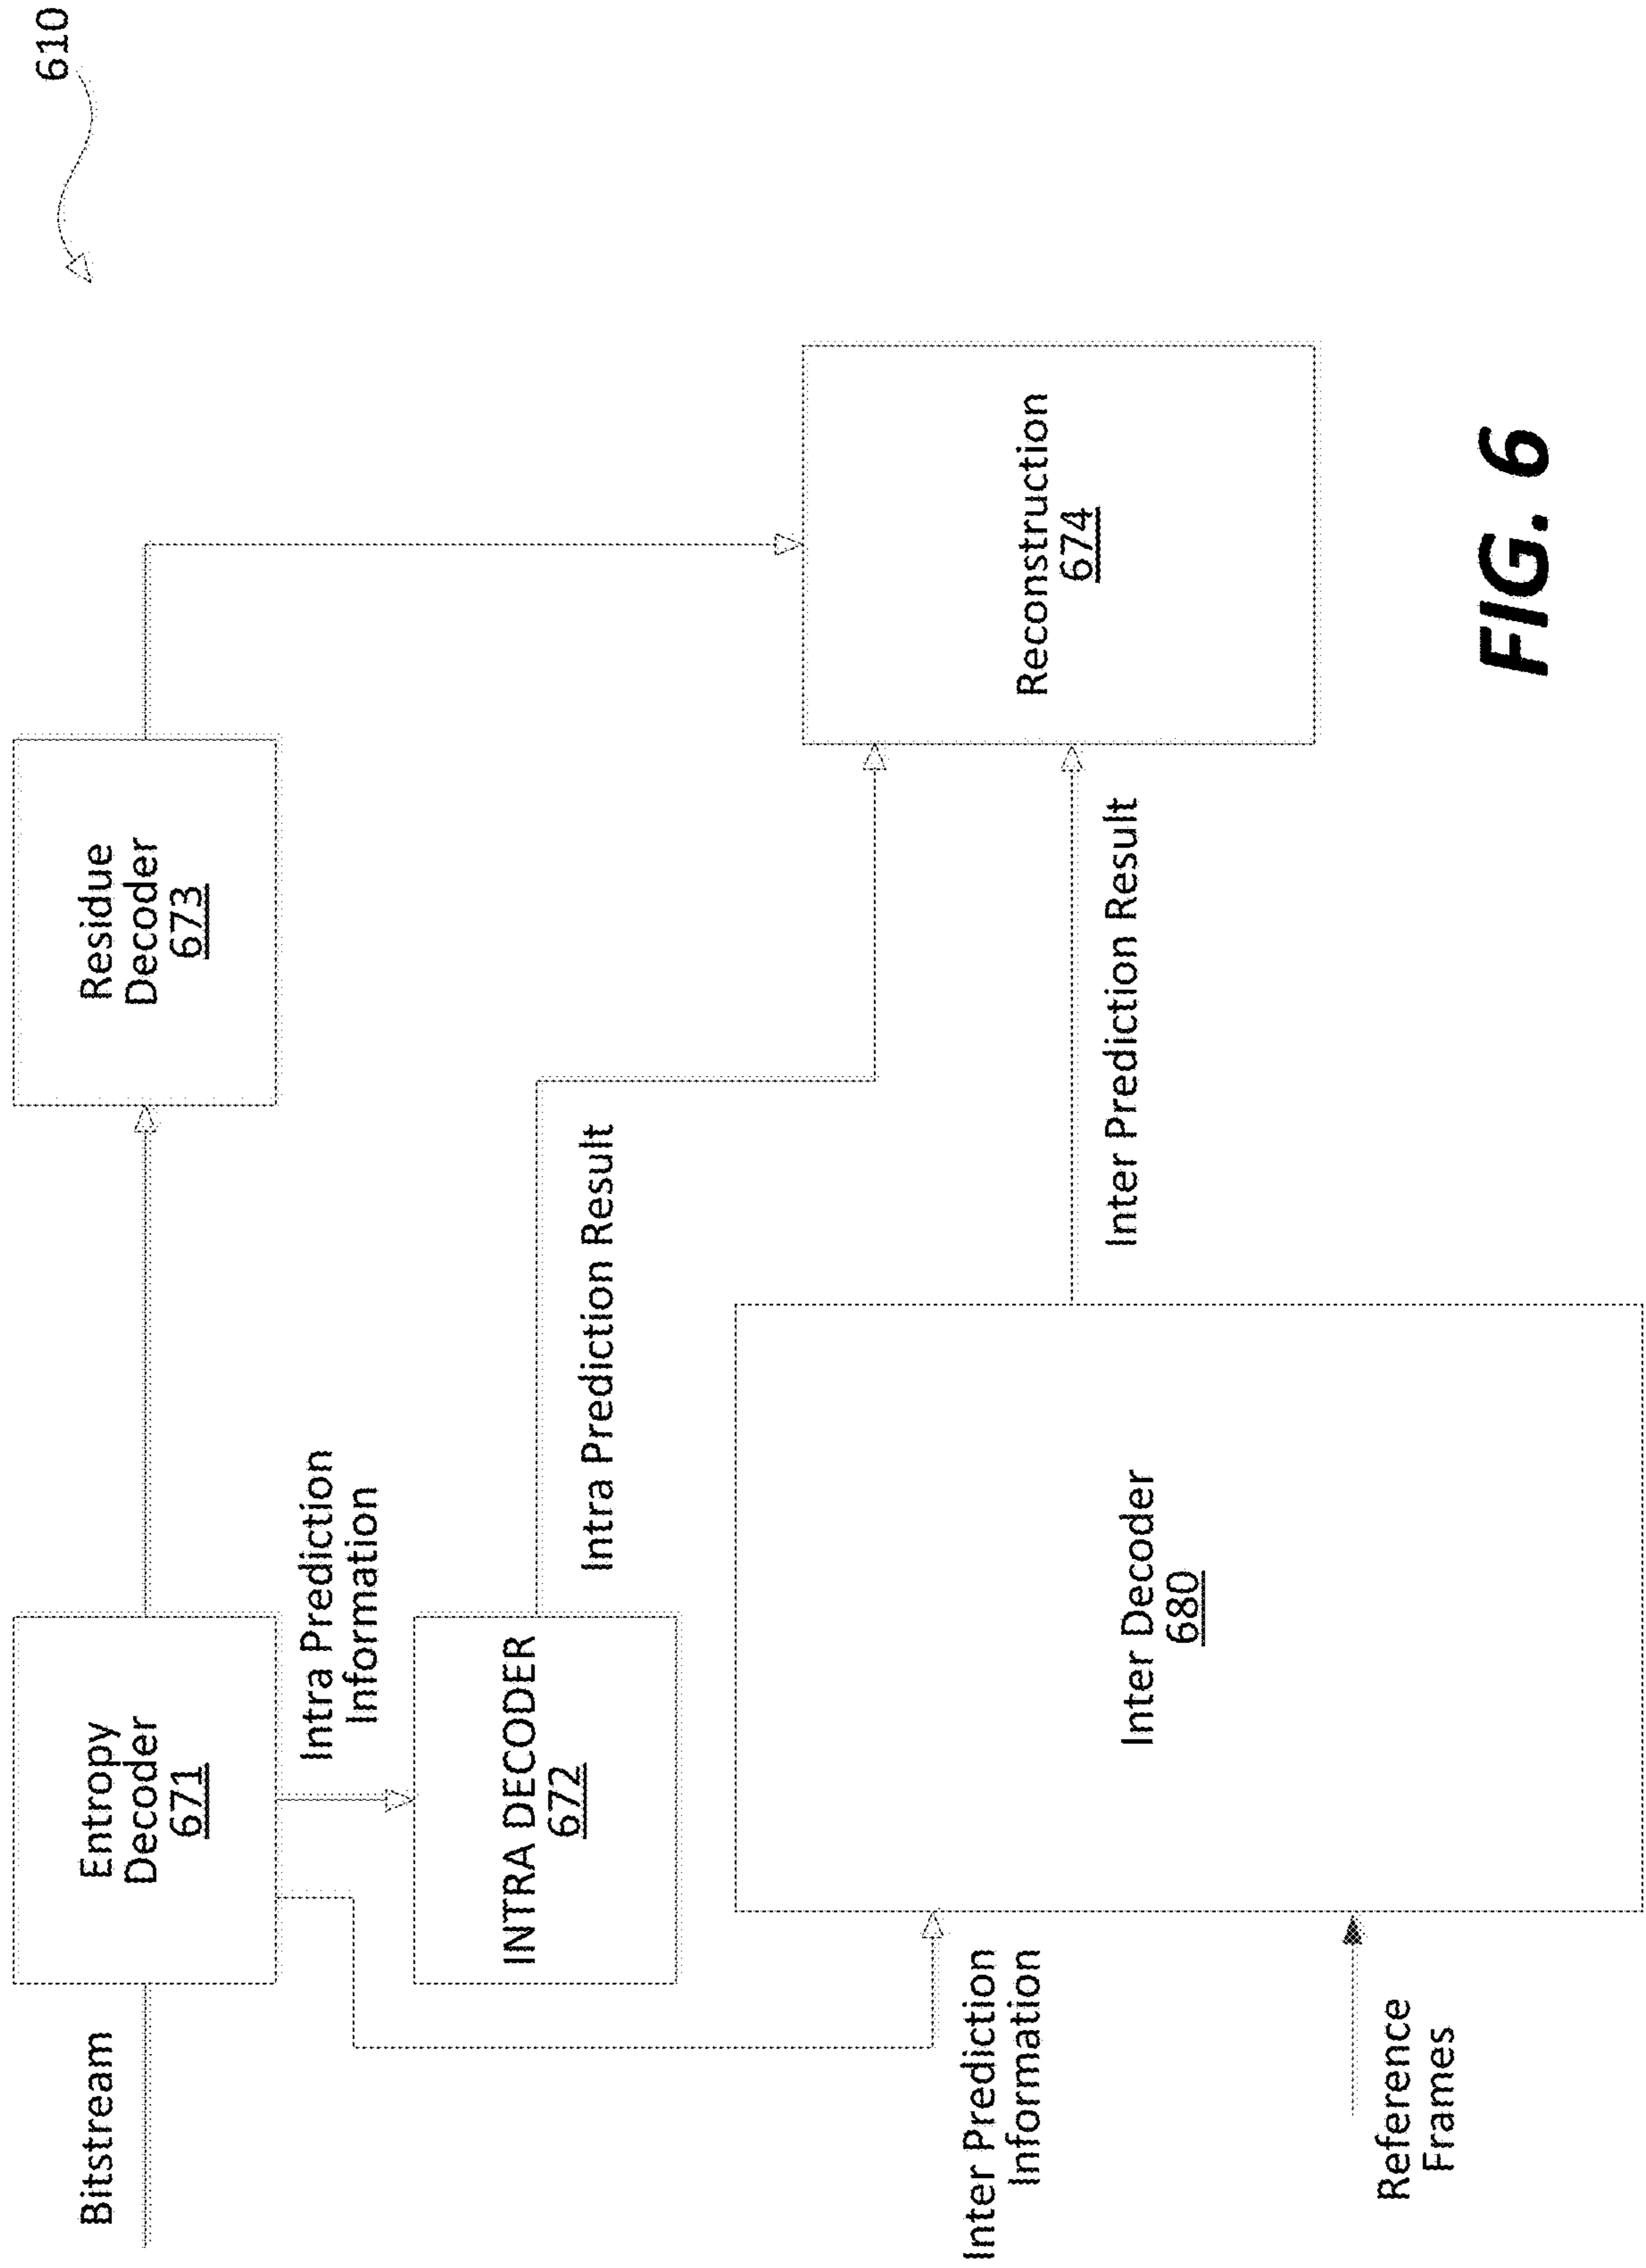 610
Bitstream
Entropy
Decoder
671
Residue
Decoder
673
Intra Prediction
Information
INTRA DECODER
672
Intra Prediction Result
Inter Prediction
Information
Inter Decoder
680
Inter Prediction Result
Reconstruction
674
Reference
Frames
FIG. 6